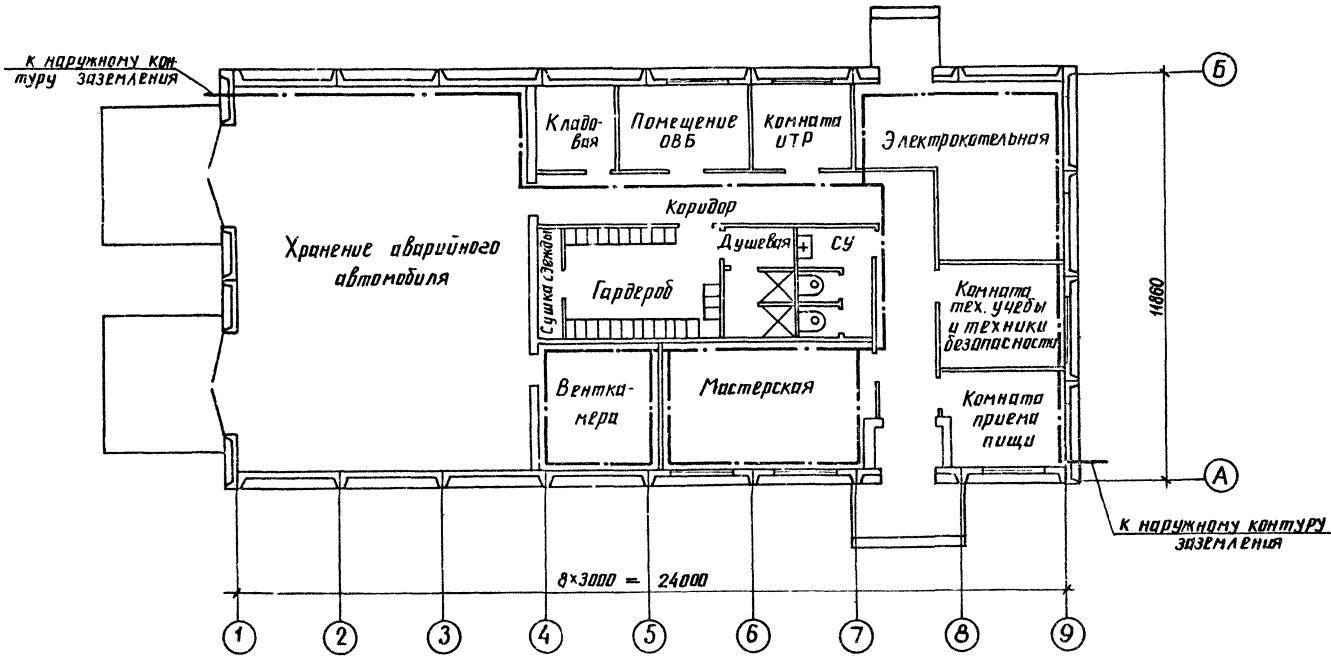 к наружному кон-
туру заземления
Б
Кладо-
вая
Помещение
ОВБ
Комната
ИТР
Электрокотельная
Коридор
Хранение аварийного
автомобиля
Сушка одежды
Гардероб
Душевая
СУ
Комната
тех. учебы
и техники
безопасности
11860
Вентка-
мера
Мастерская
Комната
приема
пищи
А
к наружному контуру
заземления
8×3000 = 24000
1 2 3 4 5 6 7 8 9